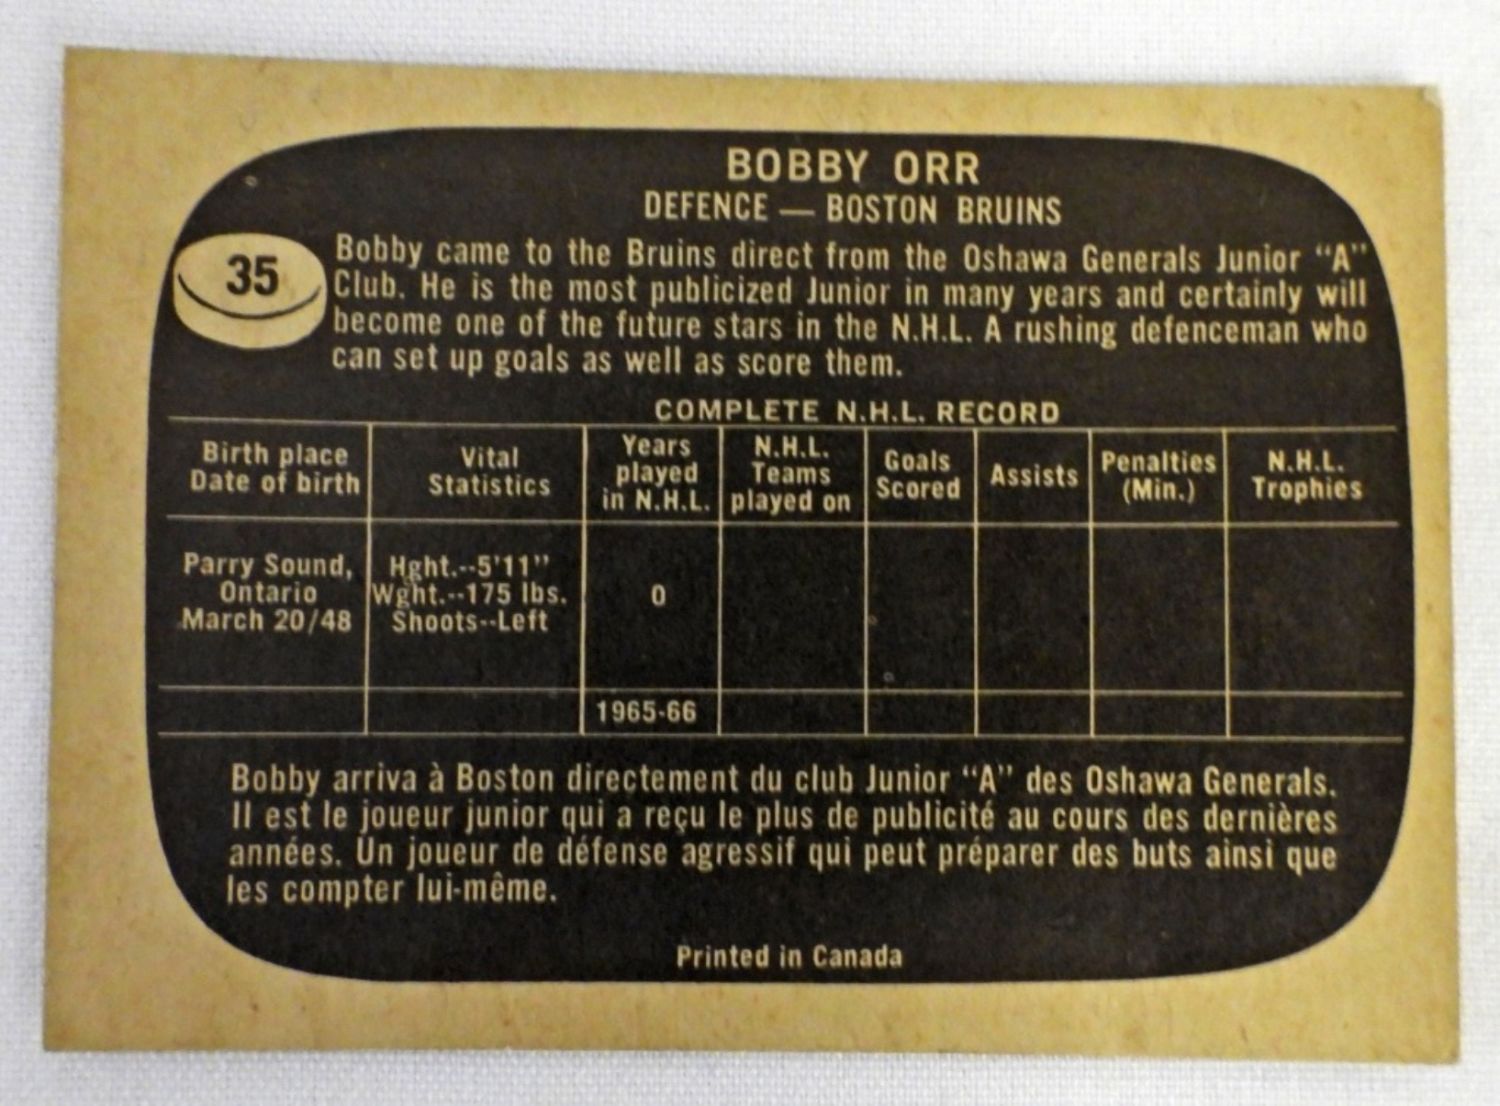 BOBBY ORR
DEFENCE — BOSTON BRUINS
35
Bobby came to the Bruins direct from the Oshawa Generals Junior “A”
Club. He is the most publicized Junior in many years and certainly will
become one of the future stars in the N.H.L. A rushing defenceman who
can set up goals as well as score them.
COMPLETE N.H.L. RECORD
Birth place
Date of birth
Vital
Statistics
Years
played
in N.H.L.
N.H.L.
Teams
played on
Goals
Scored
Assists
Penalties
(Min.)
N.H.L.
Trophies
Parry Sound,
Ontario
March 20/48
Hght.--5'11”
Wght.--175 lbs.
Shoots--Left
0
1965-66
Bobby arriva à Boston directement du club Junior “A” des Oshawa Generals.
Il est le joueur junior qui a reçu le plus de publicité au cours des dernières
années. Un joueur de défense agressif qui peut préparer des buts ainsi que
les compter lui-même.
Printed in Canada